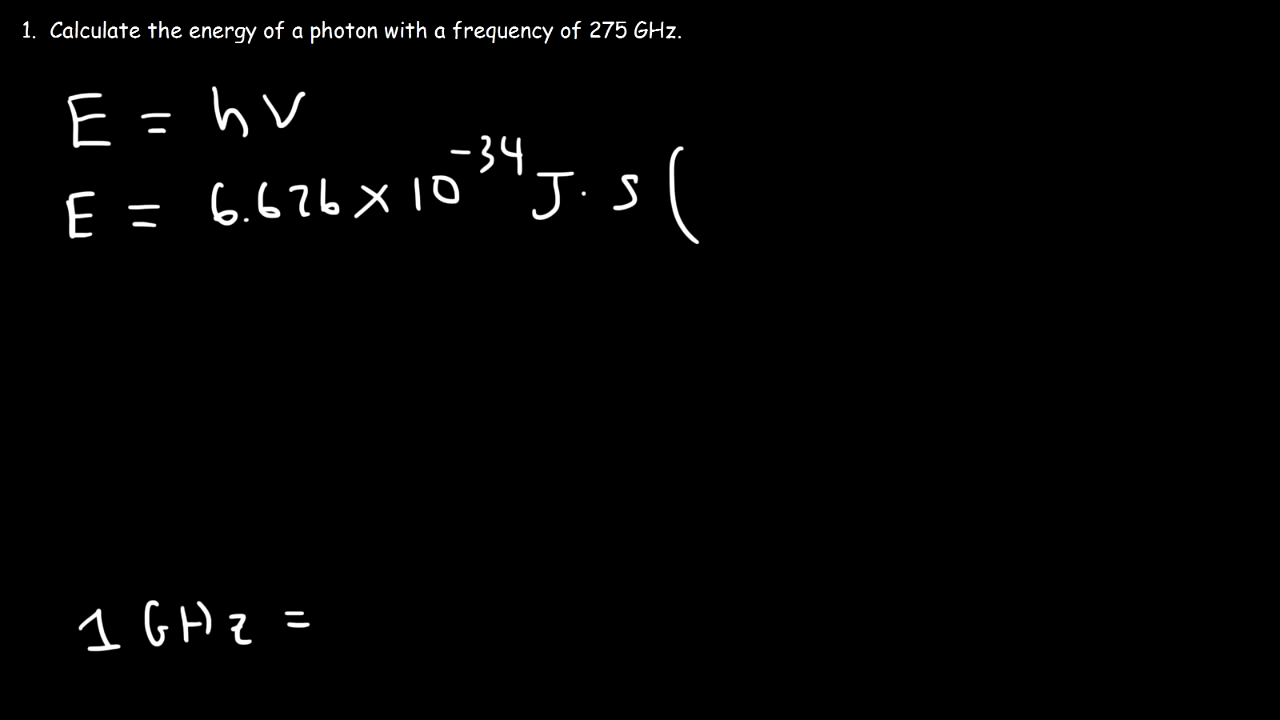 1. Calculate the energy of a photon with a frequency of 275 GHz.
E = hν
E = 6.626 × 10⁻³⁴ J · s (
1 GHz =